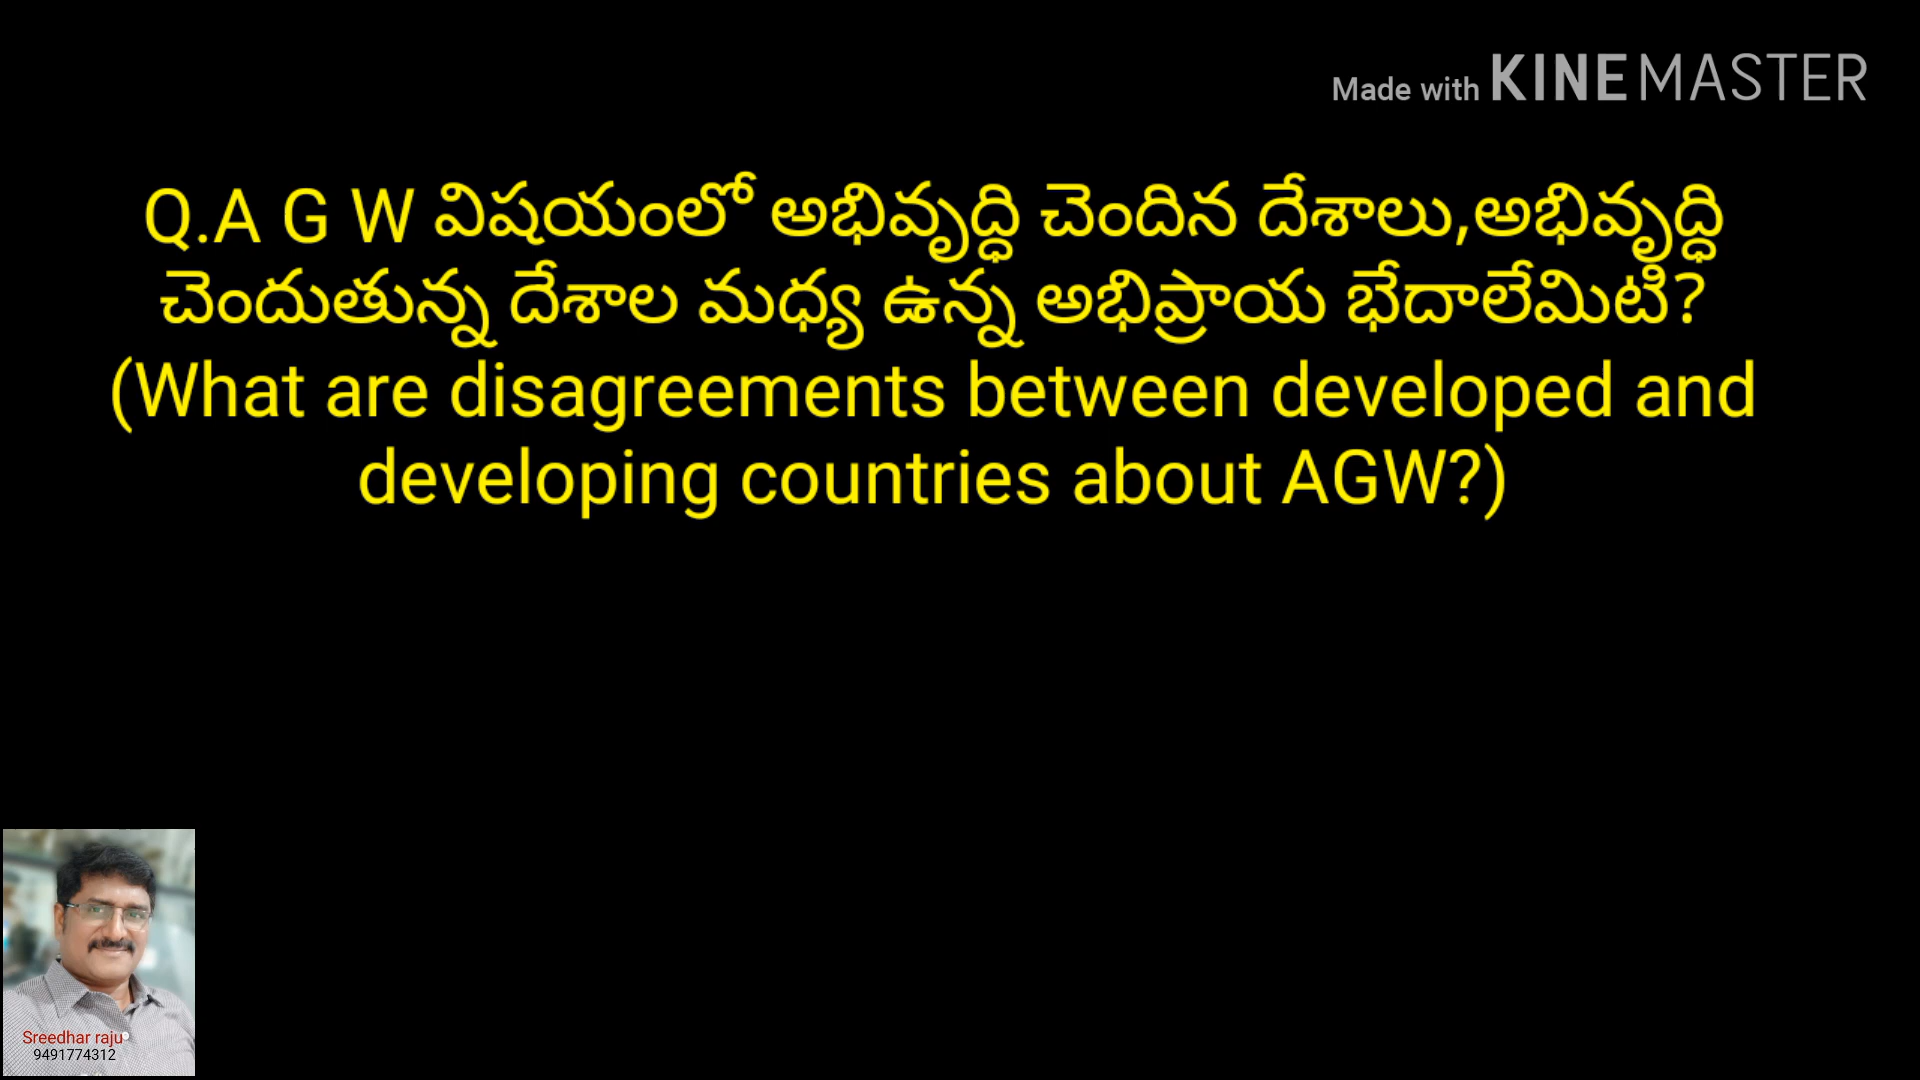 Made with KINEMASTER
Q.A G W విషయంలో అభివృద్ధి చెందిన దేశాలు,అభివృద్ధి
చెందుతున్న దేశాల మధ్య ఉన్న అభిప్రాయ భేదాలేమిటి?
(What are disagreements between developed and
developing countries about AGW?)
Sreedhar raju
9491774312